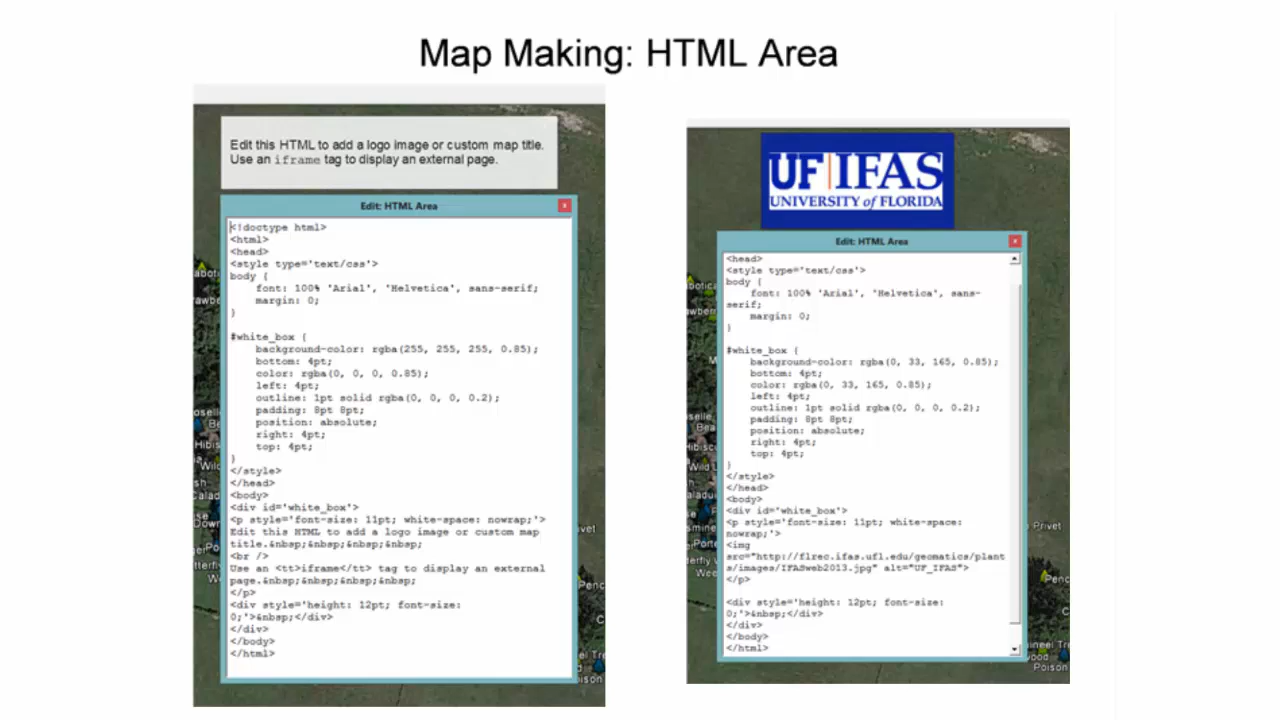 Map Making: HTML Area
Edit this HTML to add a logo image or custom map title.
Use an iframe tag to display an external page.
Edit: HTML Area
x
<!doctype html>
<html>
<head>
<style type='text/css'>
body {
font: 100% 'Arial', 'Helvetica', sans-serif;
margin: 0;
}
#white_box {
background-color: rgba(255, 255, 255, 0.85);
bottom: 4pt;
color: rgba(0, 0, 0, 0.85);
left: 4pt;
outline: 1pt solid rgba(0, 0, 0, 0.2);
padding: 8pt 8pt;
position: absolute;
right: 4pt;
top: 4pt;
}
</style>
</head>
<body>
<div id='white_box'>
<p style='font-size: 11pt; white-space: nowrap;'>
Edit this HTML to add a logo image or custom map
title.&nbsp;&nbsp;&nbsp;&nbsp;
<br />
Use an <tt>iframe</tt> tag to display an external
page.&nbsp;&nbsp;&nbsp;&nbsp;
</p>
<div style='height: 12pt; font-size:
0;'>&nbsp;</div>
</div>
</body>
</html>
UF|IFAS
UNIVERSITY of FLORIDA
Edit: HTML Area
x
<head>
<style type='text/css'>
body {
font: 100% 'Arial', 'Helvetica', sans-
serif;
margin: 0;
}
#white_box {
background-color: rgba(0, 33, 165, 0.85);
bottom: 4pt;
color: rgba(0, 33, 165, 0.85);
left: 4pt;
outline: 1pt solid rgba(0, 0, 0, 0.2);
padding: 8pt 8pt;
position: absolute;
right: 4pt;
top: 4pt;
}
</style>
</head>
<body>
<div id='white_box'>
<p style='font-size: 11pt; white-space:
nowrap;'>
<img
src="http://flrec.ifas.ufl.edu/geomatics/plant
s/images/IFASweb2013.jpg" alt="UF_IFAS">
</p>
<div style='height: 12pt; font-size:
0;'>&nbsp;</div>
</div>
</body>
</html>
Privet
Poison